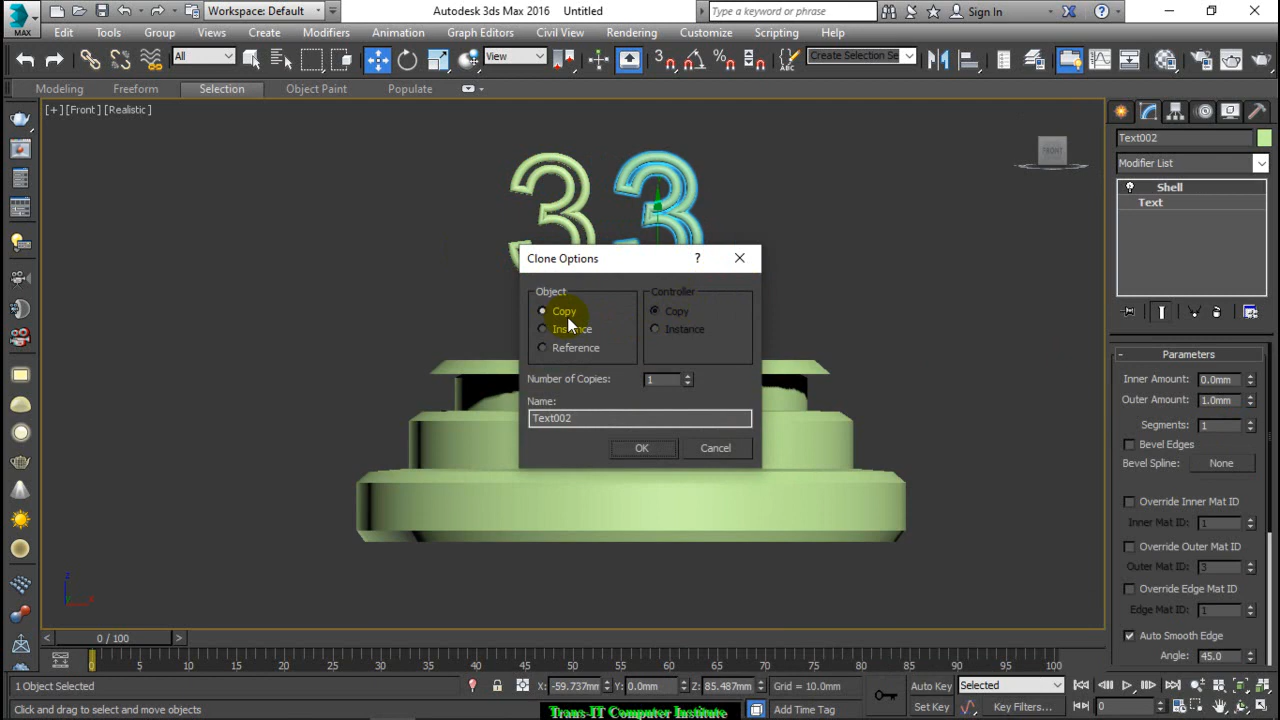 MAX
Workspace: Default
Autodesk 3ds Max 2016 Untitled
Type a keyword or phrase
Sign In
Edit Tools Group Views Create Modifiers Animation Graph Editors Civil View Rendering Customize Scripting Help
All
View
3
Create Selection Se
Modeling Freeform Selection Object Paint Populate
[+] [Front ] [Realistic ]
FRONT
Text002
Modifier List
Shell
Text
33
Clone Options
Object
Copy
Instance
Reference
Controller
Copy
Instance
Number of Copies: 1
Name:
Text002
OK Cancel
Parameters
Inner Amount: 0.0mm
Outer Amount: 1.0mm
Segments: 1
Bevel Edges
Bevel Spline: None
Override Inner Mat ID
Inner Mat ID: 1
Override Outer Mat ID
Outer Mat ID: 3
Override Edge Mat ID
Edge Mat ID: 1
Auto Smooth Edge
Angle: 45.0
z
x
< 0 / 100 >
0 5 10 15 20 25 30 35 40 45 50 55 60 65 70 75 80 85 90 95 100
1 Object Selected
X: -59.737mm Y: 0.0mm Z: 85.487mm Grid = 10.0mm
Auto Key Selected
Click and drag to select and move objects
Trans-IT Computer Institute
Add Time Tag
Set Key Key Filters... 0